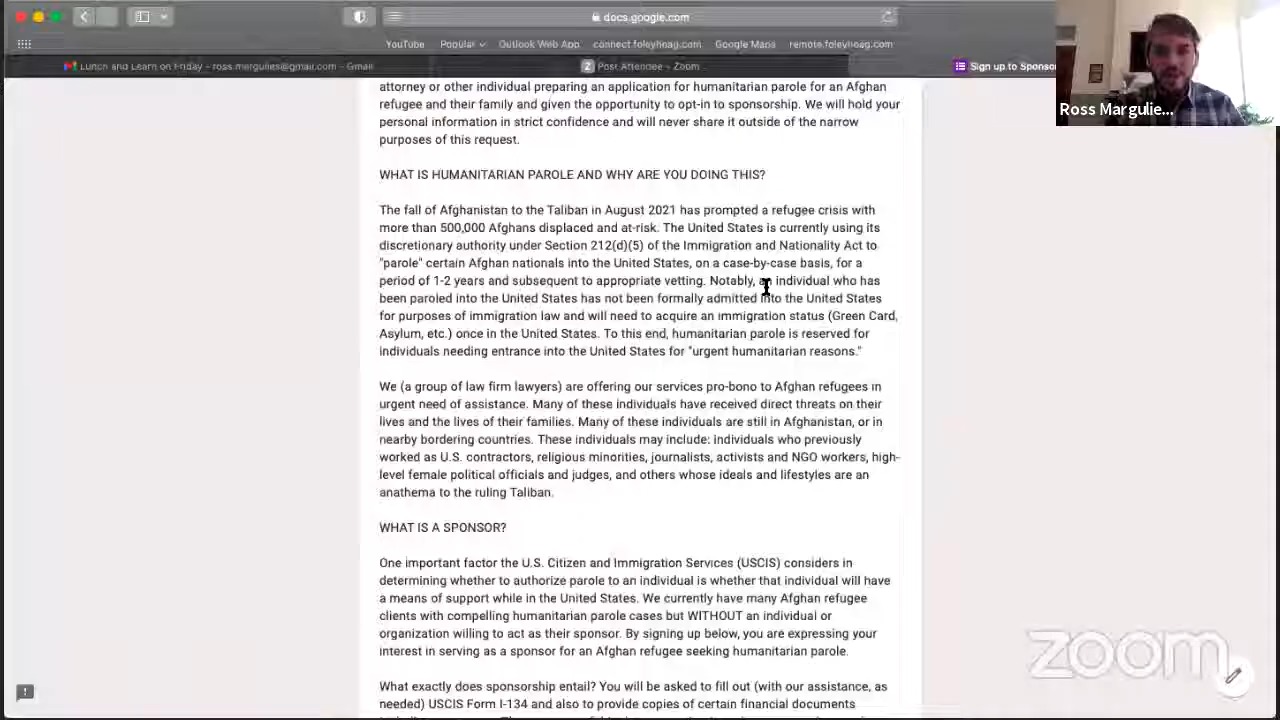 docs.google.com
YouTube Popular Outlook Web App connect.foleyhoag.com Google Maps remote.foleyhoag.com
Lunch and Learn on Friday - ross.margulies@gmail.com - Gmail
Z Post Attendee - Zoom
Sign up to Sponsor
Ross Margulie...
attorney or other individual preparing an application for humanitarian parole for an Afghan
refugee and their family and given the opportunity to opt-in to sponsorship. We will hold your
personal information in strict confidence and will never share it outside of the narrow
purposes of this request.
WHAT IS HUMANITARIAN PAROLE AND WHY ARE YOU DOING THIS?
The fall of Afghanistan to the Taliban in August 2021 has prompted a refugee crisis with
more than 500,000 Afghans displaced and at-risk. The United States is currently using its
discretionary authority under Section 212(d)(5) of the Immigration and Nationality Act to
"parole" certain Afghan nationals into the United States, on a case-by-case basis, for a
period of 1-2 years and subsequent to appropriate vetting. Notably, an individual who has
been paroled into the United States has not been formally admitted into the United States
for purposes of immigration law and will need to acquire an immigration status (Green Card,
Asylum, etc.) once in the United States. To this end, humanitarian parole is reserved for
individuals needing entrance into the United States for "urgent humanitarian reasons."
We (a group of law firm lawyers) are offering our services pro-bono to Afghan refugees in
urgent need of assistance. Many of these individuals have received direct threats on their
lives and the lives of their families. Many of these individuals are still in Afghanistan, or in
nearby bordering countries. These individuals may include: individuals who previously
worked as U.S. contractors, religious minorities, journalists, activists and NGO workers, high-
level female political officials and judges, and others whose ideals and lifestyles are an
anathema to the ruling Taliban.
WHAT IS A SPONSOR?
One important factor the U.S. Citizen and Immigration Services (USCIS) considers in
determining whether to authorize parole to an individual is whether that individual will have
a means of support while in the United States. We currently have many Afghan refugee
clients with compelling humanitarian parole cases but WITHOUT an individual or
organization willing to act as their sponsor. By signing up below, you are expressing your
interest in serving as a sponsor for an Afghan refugee seeking humanitarian parole.
What exactly does sponsorship entail? You will be asked to fill out (with our assistance, as
needed) USCIS Form I-134 and also to provide copies of certain financial documents
zoom